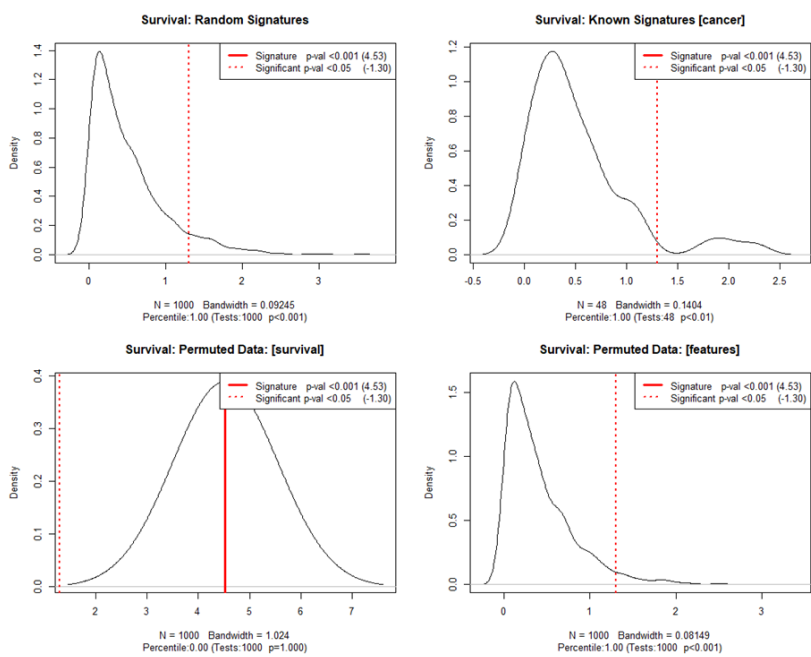 Survival: Random Signatures
Signature p-val <0.001 (4.53)
Significant p-val <0.05 (-1.30)
Density
0.0 0.2 0.4 0.6 0.8 1.0 1.2 1.4
0 1 2 3
N = 1000 Bandwidth = 0.09245
Percentile:1.00 (Tests:1000 p<0.001)
Survival: Known Signatures [cancer]
Signature p-val <0.001 (4.53)
Significant p-val <0.05 (-1.30)
Density
0.0 0.2 0.4 0.6 0.8 1.0 1.2
-0.5 0.0 0.5 1.0 1.5 2.0 2.5
N = 48 Bandwidth = 0.1404
Percentile:1.00 (Tests:48 p<0.01)
Survival: Permuted Data: [survival]
Signature p-val <0.001 (4.53)
Significant p-val <0.05 (-1.30)
Density
0.0 0.1 0.2 0.3 0.4
2 3 4 5 6 7
N = 1000 Bandwidth = 1.024
Percentile:0.00 (Tests:1000 p=1.000)
Survival: Permuted Data: [features]
Signature p-val <0.001 (4.53)
Significant p-val <0.05 (-1.30)
Density
0.0 0.5 1.0 1.5
0 1 2 3
N = 1000 Bandwidth = 0.08149
Percentile:1.00 (Tests:1000 p<0.001)